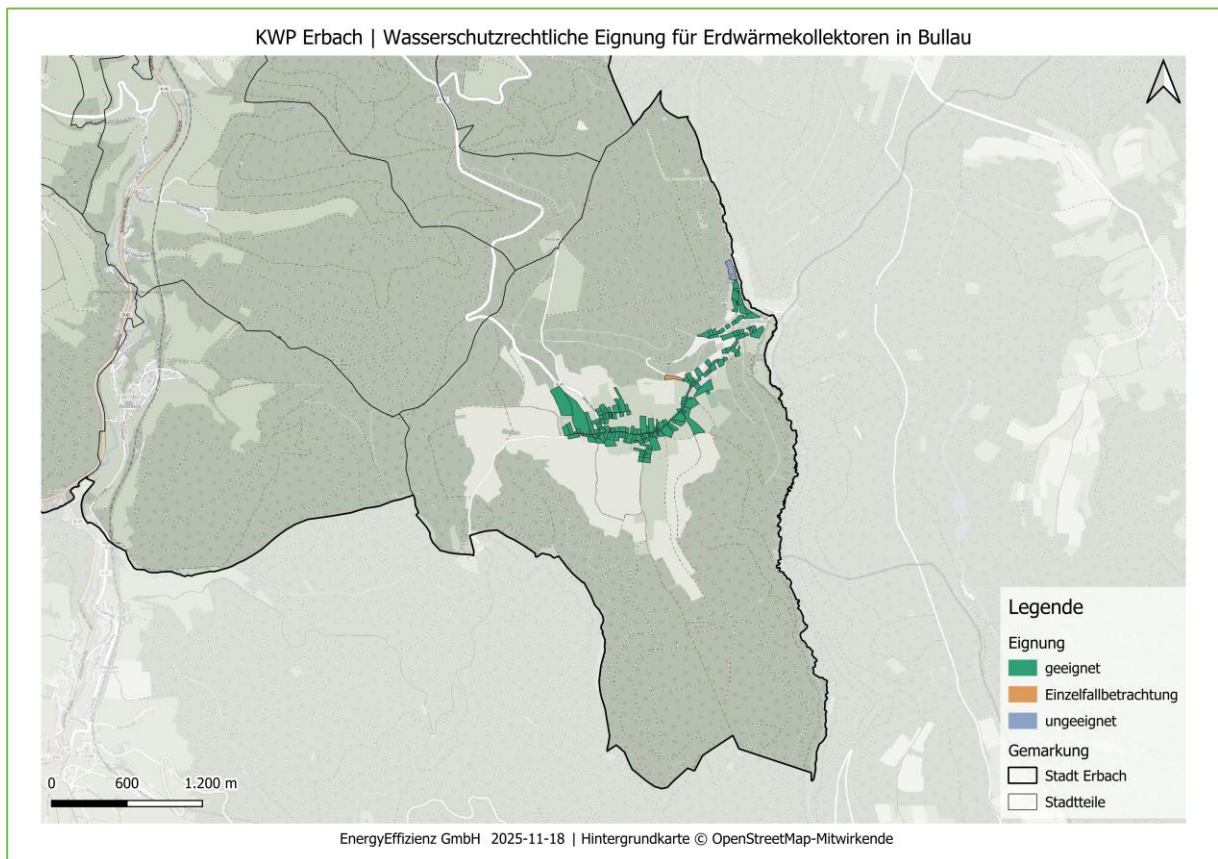 KWP Erbach | Wasserschutzrechtliche Eignung für Erdwärmekollektoren in Bullau
Legende
Eignung
geeignet
Einzelfallbetrachtung
ungeeignet
Gemarkung
Stadt Erbach
Stadtteile
0 600 1.200 m
EnergyEffizienz GmbH 2025-11-18 | Hintergrundkarte © OpenStreetMap-Mitwirkende